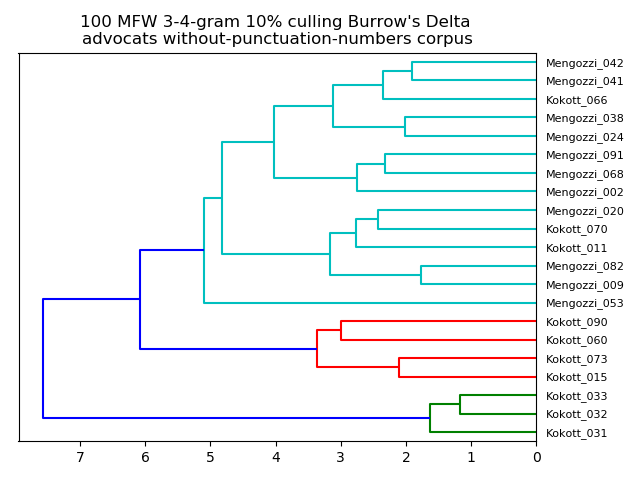 100 MFW 3-4-gram 10% culling Burrow's Delta
advocats without-punctuation-numbers corpus
Mengozzi_042
Mengozzi_041
Kokott_066
Mengozzi_038
Mengozzi_024
Mengozzi_091
Mengozzi_068
Mengozzi_002
Mengozzi_020
Kokott_070
Kokott_011
Mengozzi_082
Mengozzi_009
Mengozzi_053
Kokott_090
Kokott_060
Kokott_073
Kokott_015
Kokott_033
Kokott_032
Kokott_031
7 6 5 4 3 2 1 0